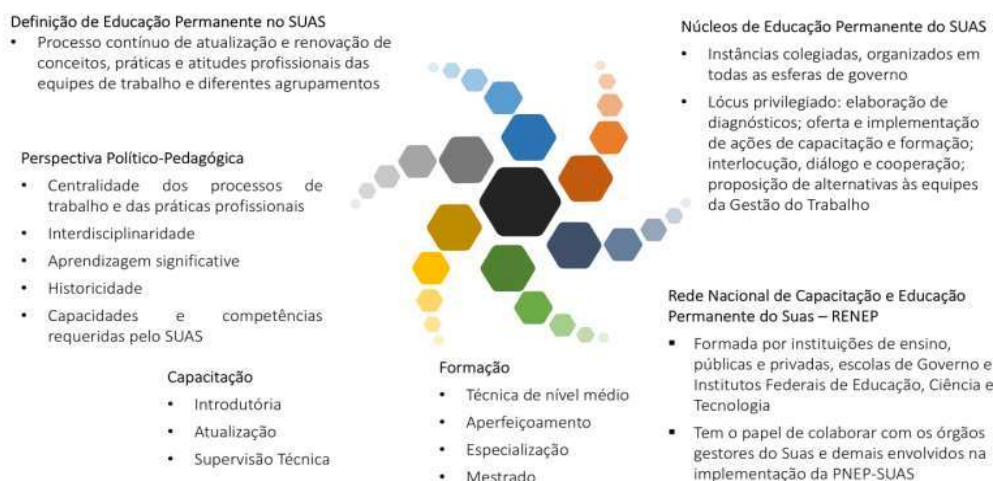 Definição de Educação Permanente no SUAS
• Processo contínuo de atualização e renovação de
conceitos, práticas e atitudes profissionais das
equipes de trabalho e diferentes agrupamentos
Perspectiva Político-Pedagógica
• Centralidade dos processos de
trabalho e das práticas profissionais
• Interdisciplinaridade
• Aprendizagem significative
• Historicidade
• Capacidades e competências
requeridas pelo SUAS
Capacitação
• Introdutória
• Atualização
• Supervisão Técnica
Formação
• Técnica de nível médio
• Aperfeiçoamento
• Especialização
• Mestrado
Núcleos de Educação Permanente do SUAS
• Instâncias colegiadas, organizados em
todas as esferas de governo
• Lócus privilegiado: elaboração de
diagnósticos; oferta e implementação
de ações de capacitação e formação;
interlocução, diálogo e cooperação;
proposição de alternativas às equipes
da Gestão do Trabalho
Rede Nacional de Capacitação e Educação
Permanente do Suas – RENEP
▪ Formada por instituições de ensino,
públicas e privadas, escolas de Governo e
Institutos Federais de Educação, Ciência e
Tecnologia
▪ Tem o papel de colaborar com os órgãos
gestores do Suas e demais envolvidos na
implementação da PNEP-SUAS